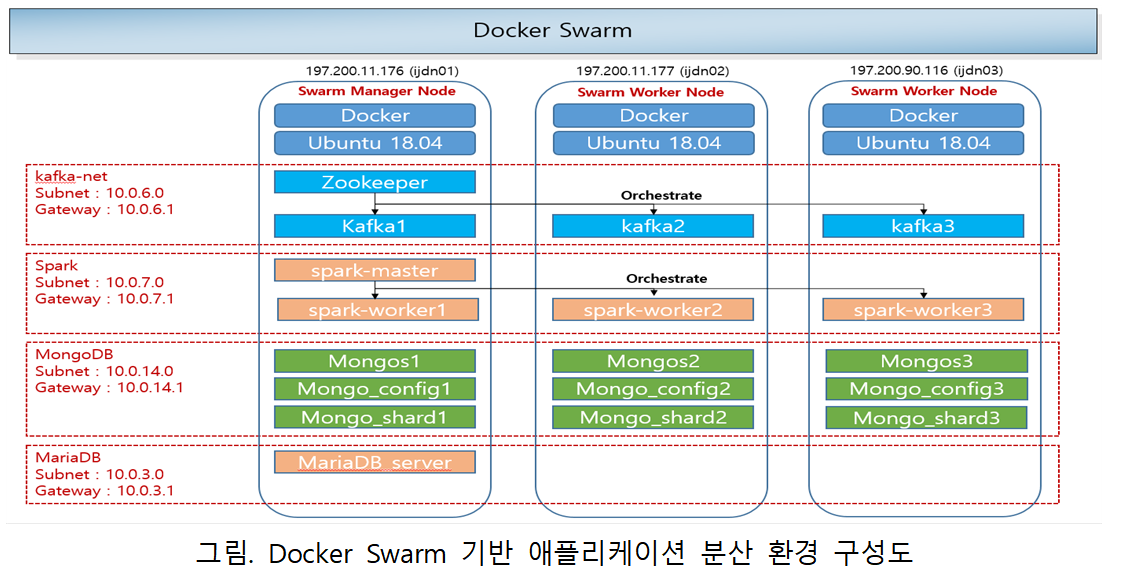 Docker Swarm
197.200.11.176 (ijdn01)
197.200.11.177 (ijdn02)
197.200.90.116 (ijdn03)
Swarm Manager Node
Swarm Worker Node
Swarm Worker Node
Docker
Docker
Docker
Ubuntu 18.04
Ubuntu 18.04
Ubuntu 18.04
kafka-net
Subnet : 10.0.6.0
Gateway : 10.0.6.1
Zookeeper
Orchestrate
Kafka1
kafka2
kafka3
Spark
Subnet : 10.0.7.0
Gateway : 10.0.7.1
spark-master
Orchestrate
spark-worker1
spark-worker2
spark-worker3
MongoDB
Subnet : 10.0.14.0
Gateway : 10.0.14.1
Mongos1
Mongos2
Mongos3
Mongo_config1
Mongo_config2
Mongo_config3
Mongo_shard1
Mongo_shard2
Mongo_shard3
MariaDB
Subnet : 10.0.3.0
Gateway : 10.0.3.1
MariaDB server
그림. Docker Swarm 기반 애플리케이션 분산 환경 구성도